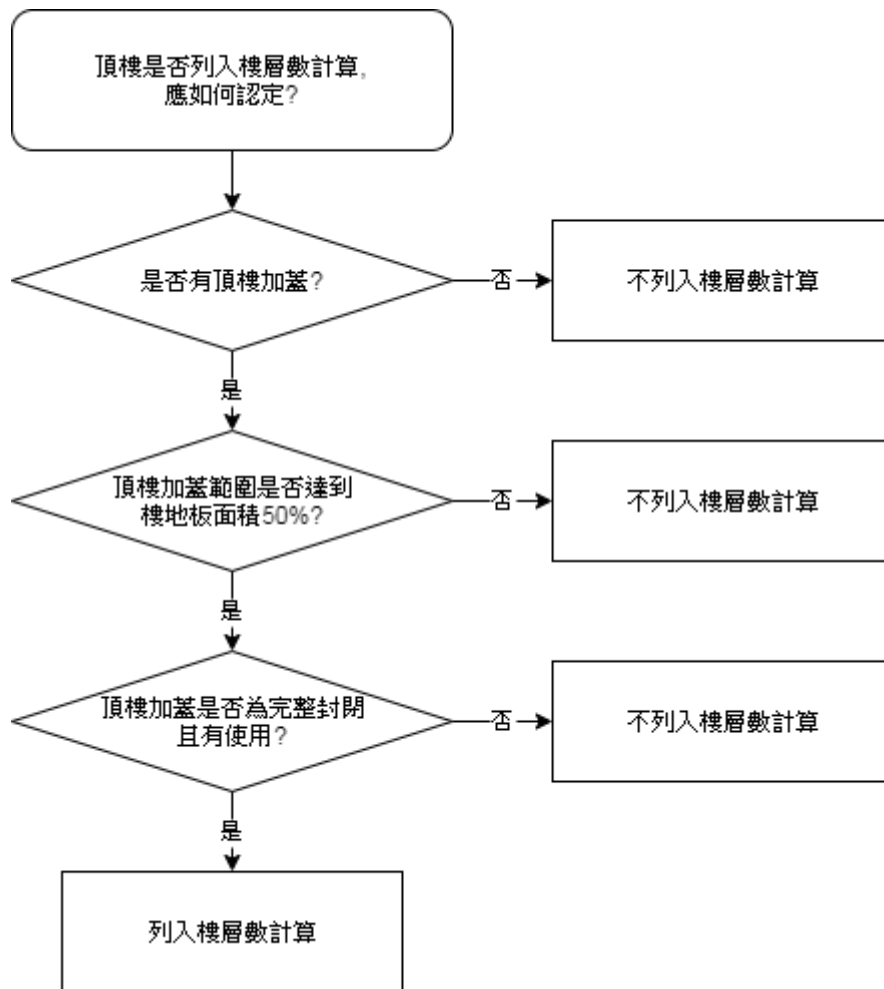 頂樓是否列入樓層數計算,
應如何認定?
是否有頂樓加蓋?
否
不列入樓層數計算
是
頂樓加蓋範圍是否達到
樓地板面積50%?
否
不列入樓層數計算
是
頂樓加蓋是否為完整封閉
且有使用?
否
不列入樓層數計算
是
列入樓層數計算